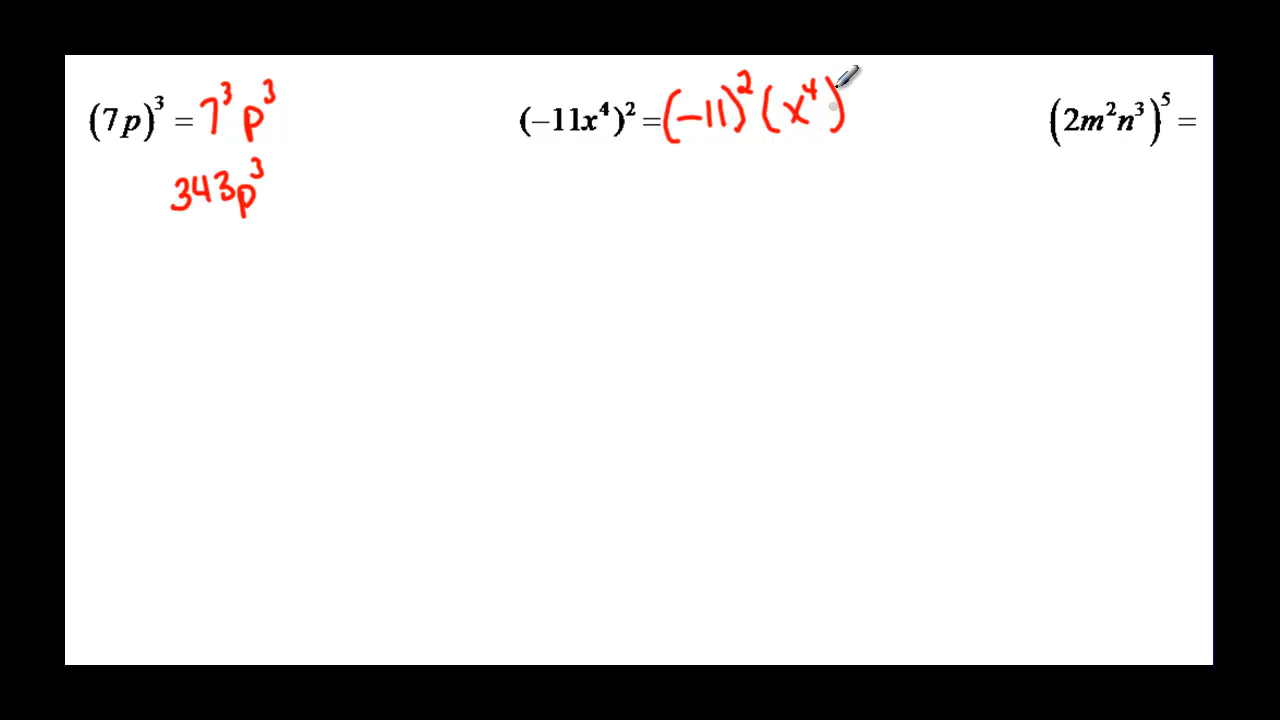 (7p)³ = 7³p³
343p³
(−11x⁴)² = (−11)²(x⁴)
(2m²n³)⁵ =